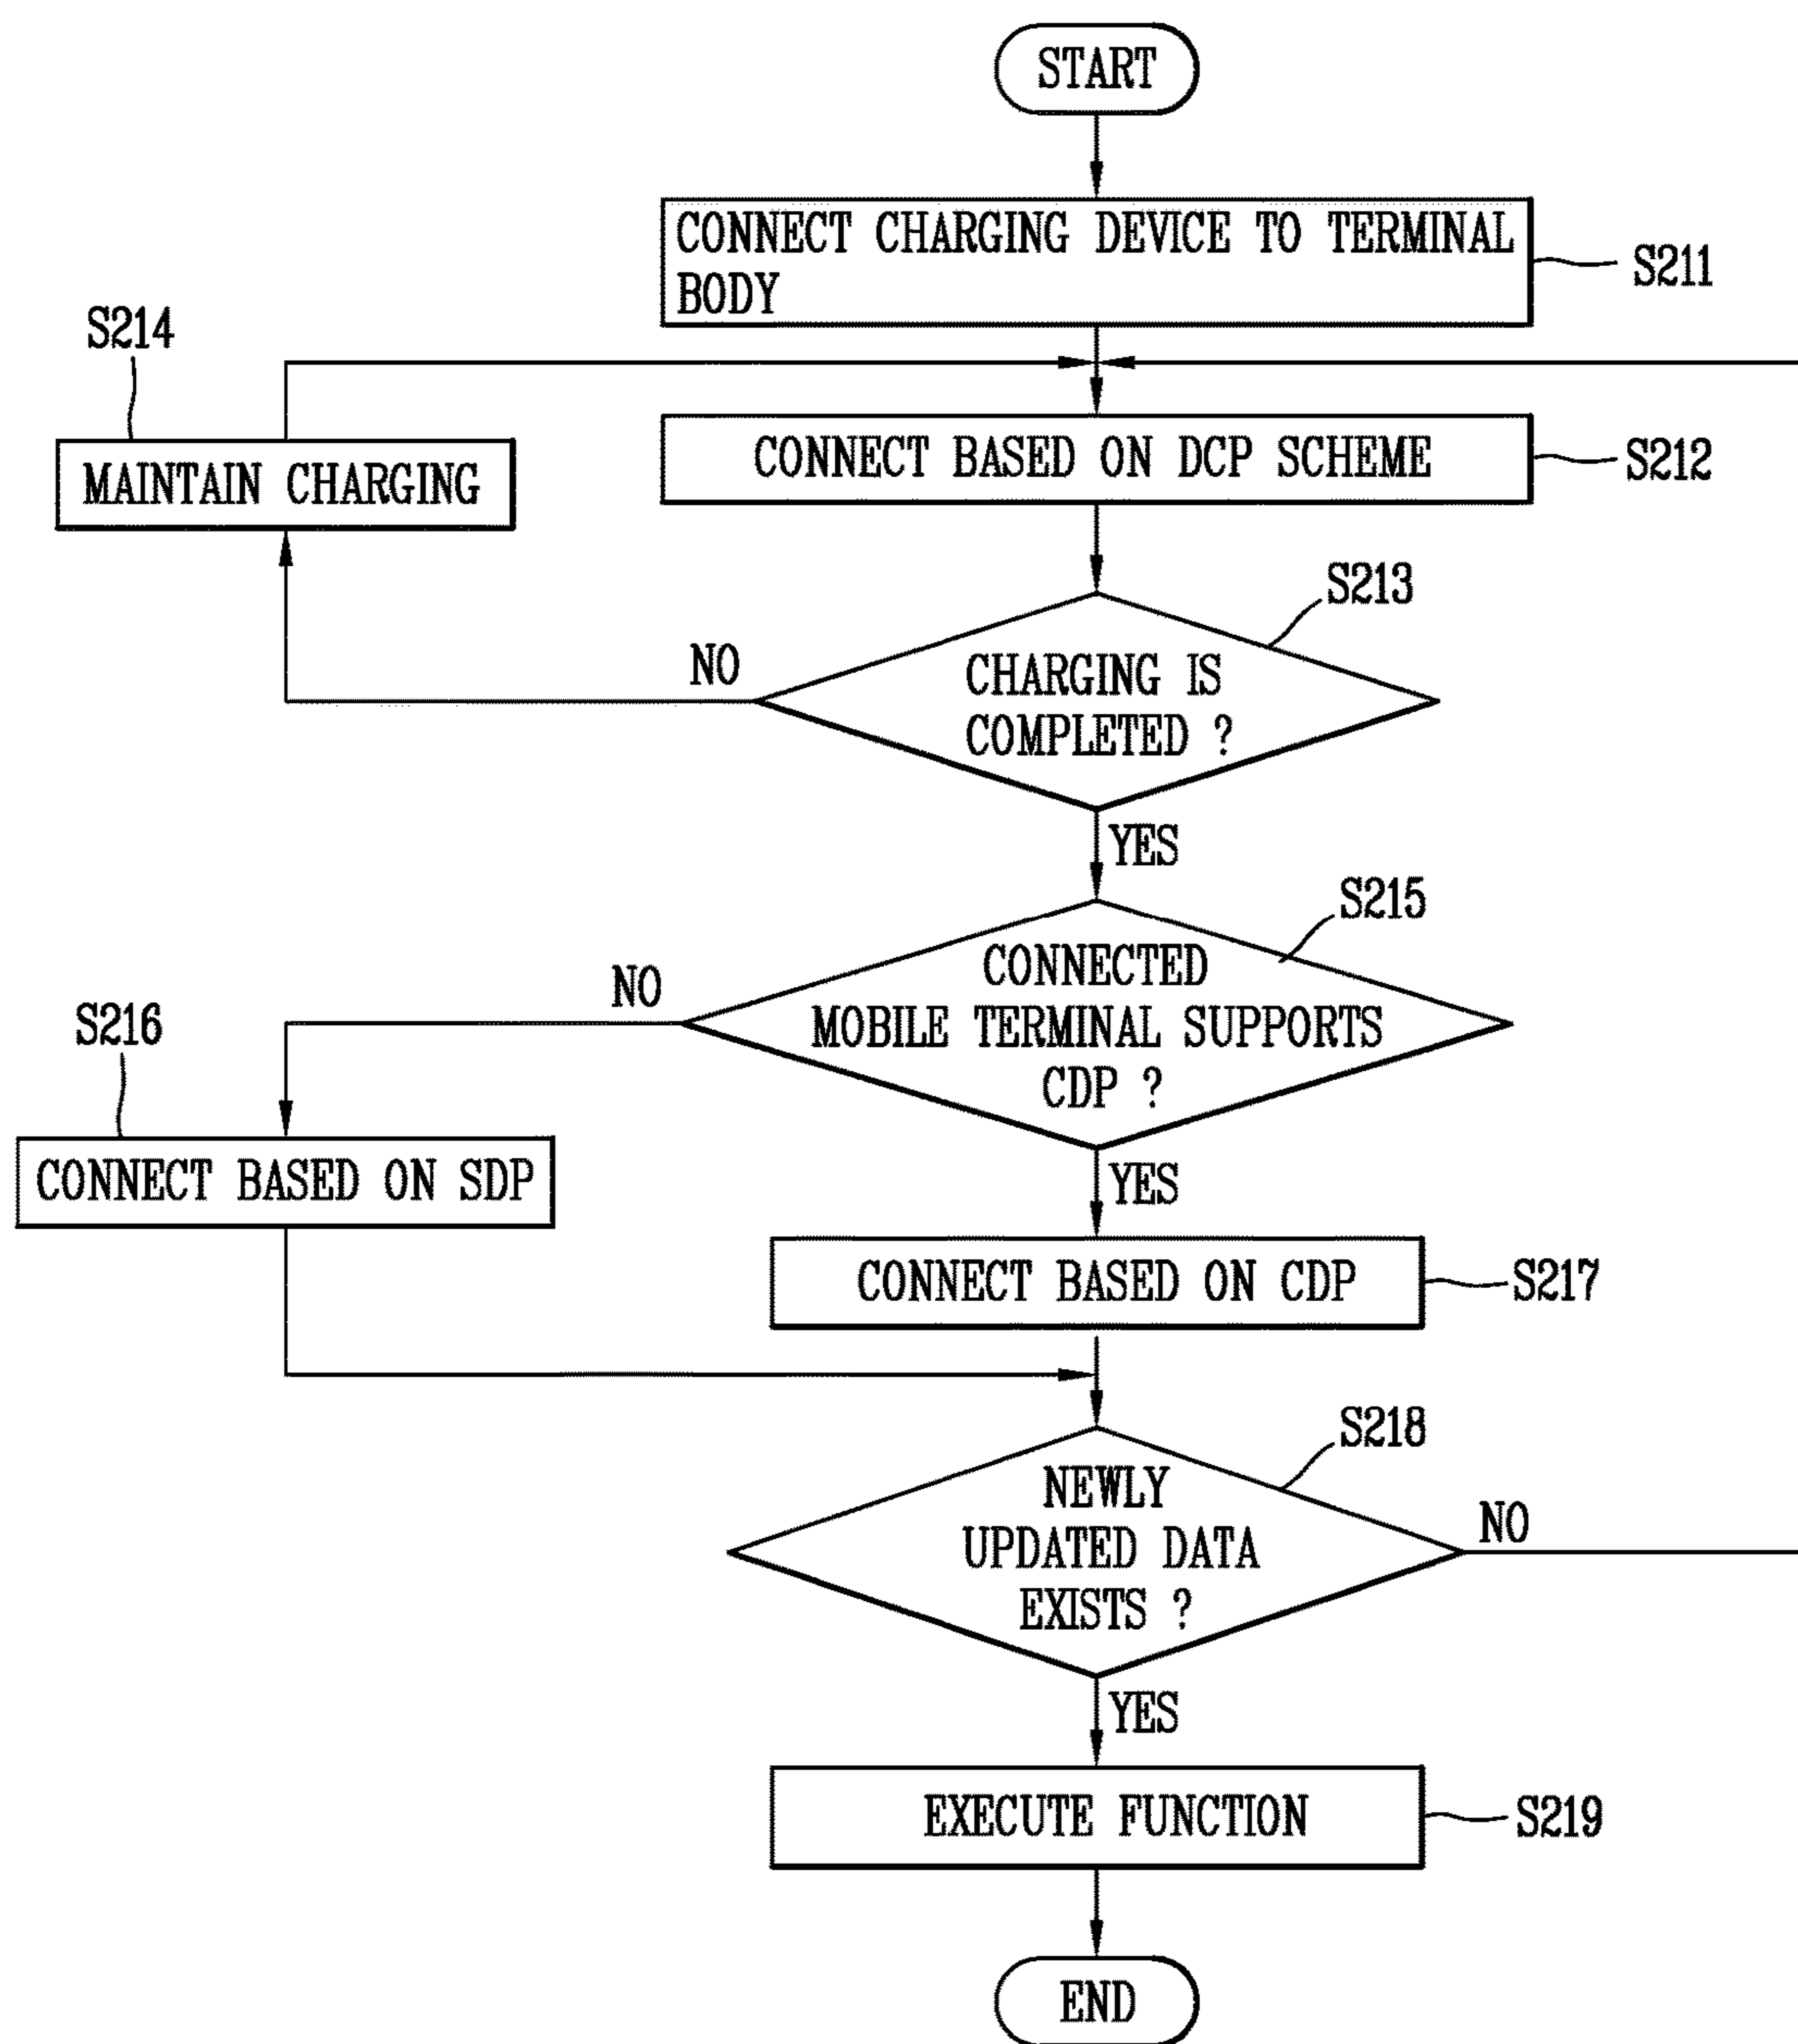 START
CONNECT CHARGING DEVICE TO TERMINAL
BODY
S211
S214
MAINTAIN CHARGING
CONNECT BASED ON DCP SCHEME
S212
S213
NO
CHARGING IS
COMPLETED ?
YES
S215
NO
CONNECTED
MOBILE TERMINAL SUPPORTS
CDP ?
S216
CONNECT BASED ON SDP
YES
CONNECT BASED ON CDP
S217
S218
NEWLY
UPDATED DATA
EXISTS ?
NO
YES
EXECUTE FUNCTION
S219
END